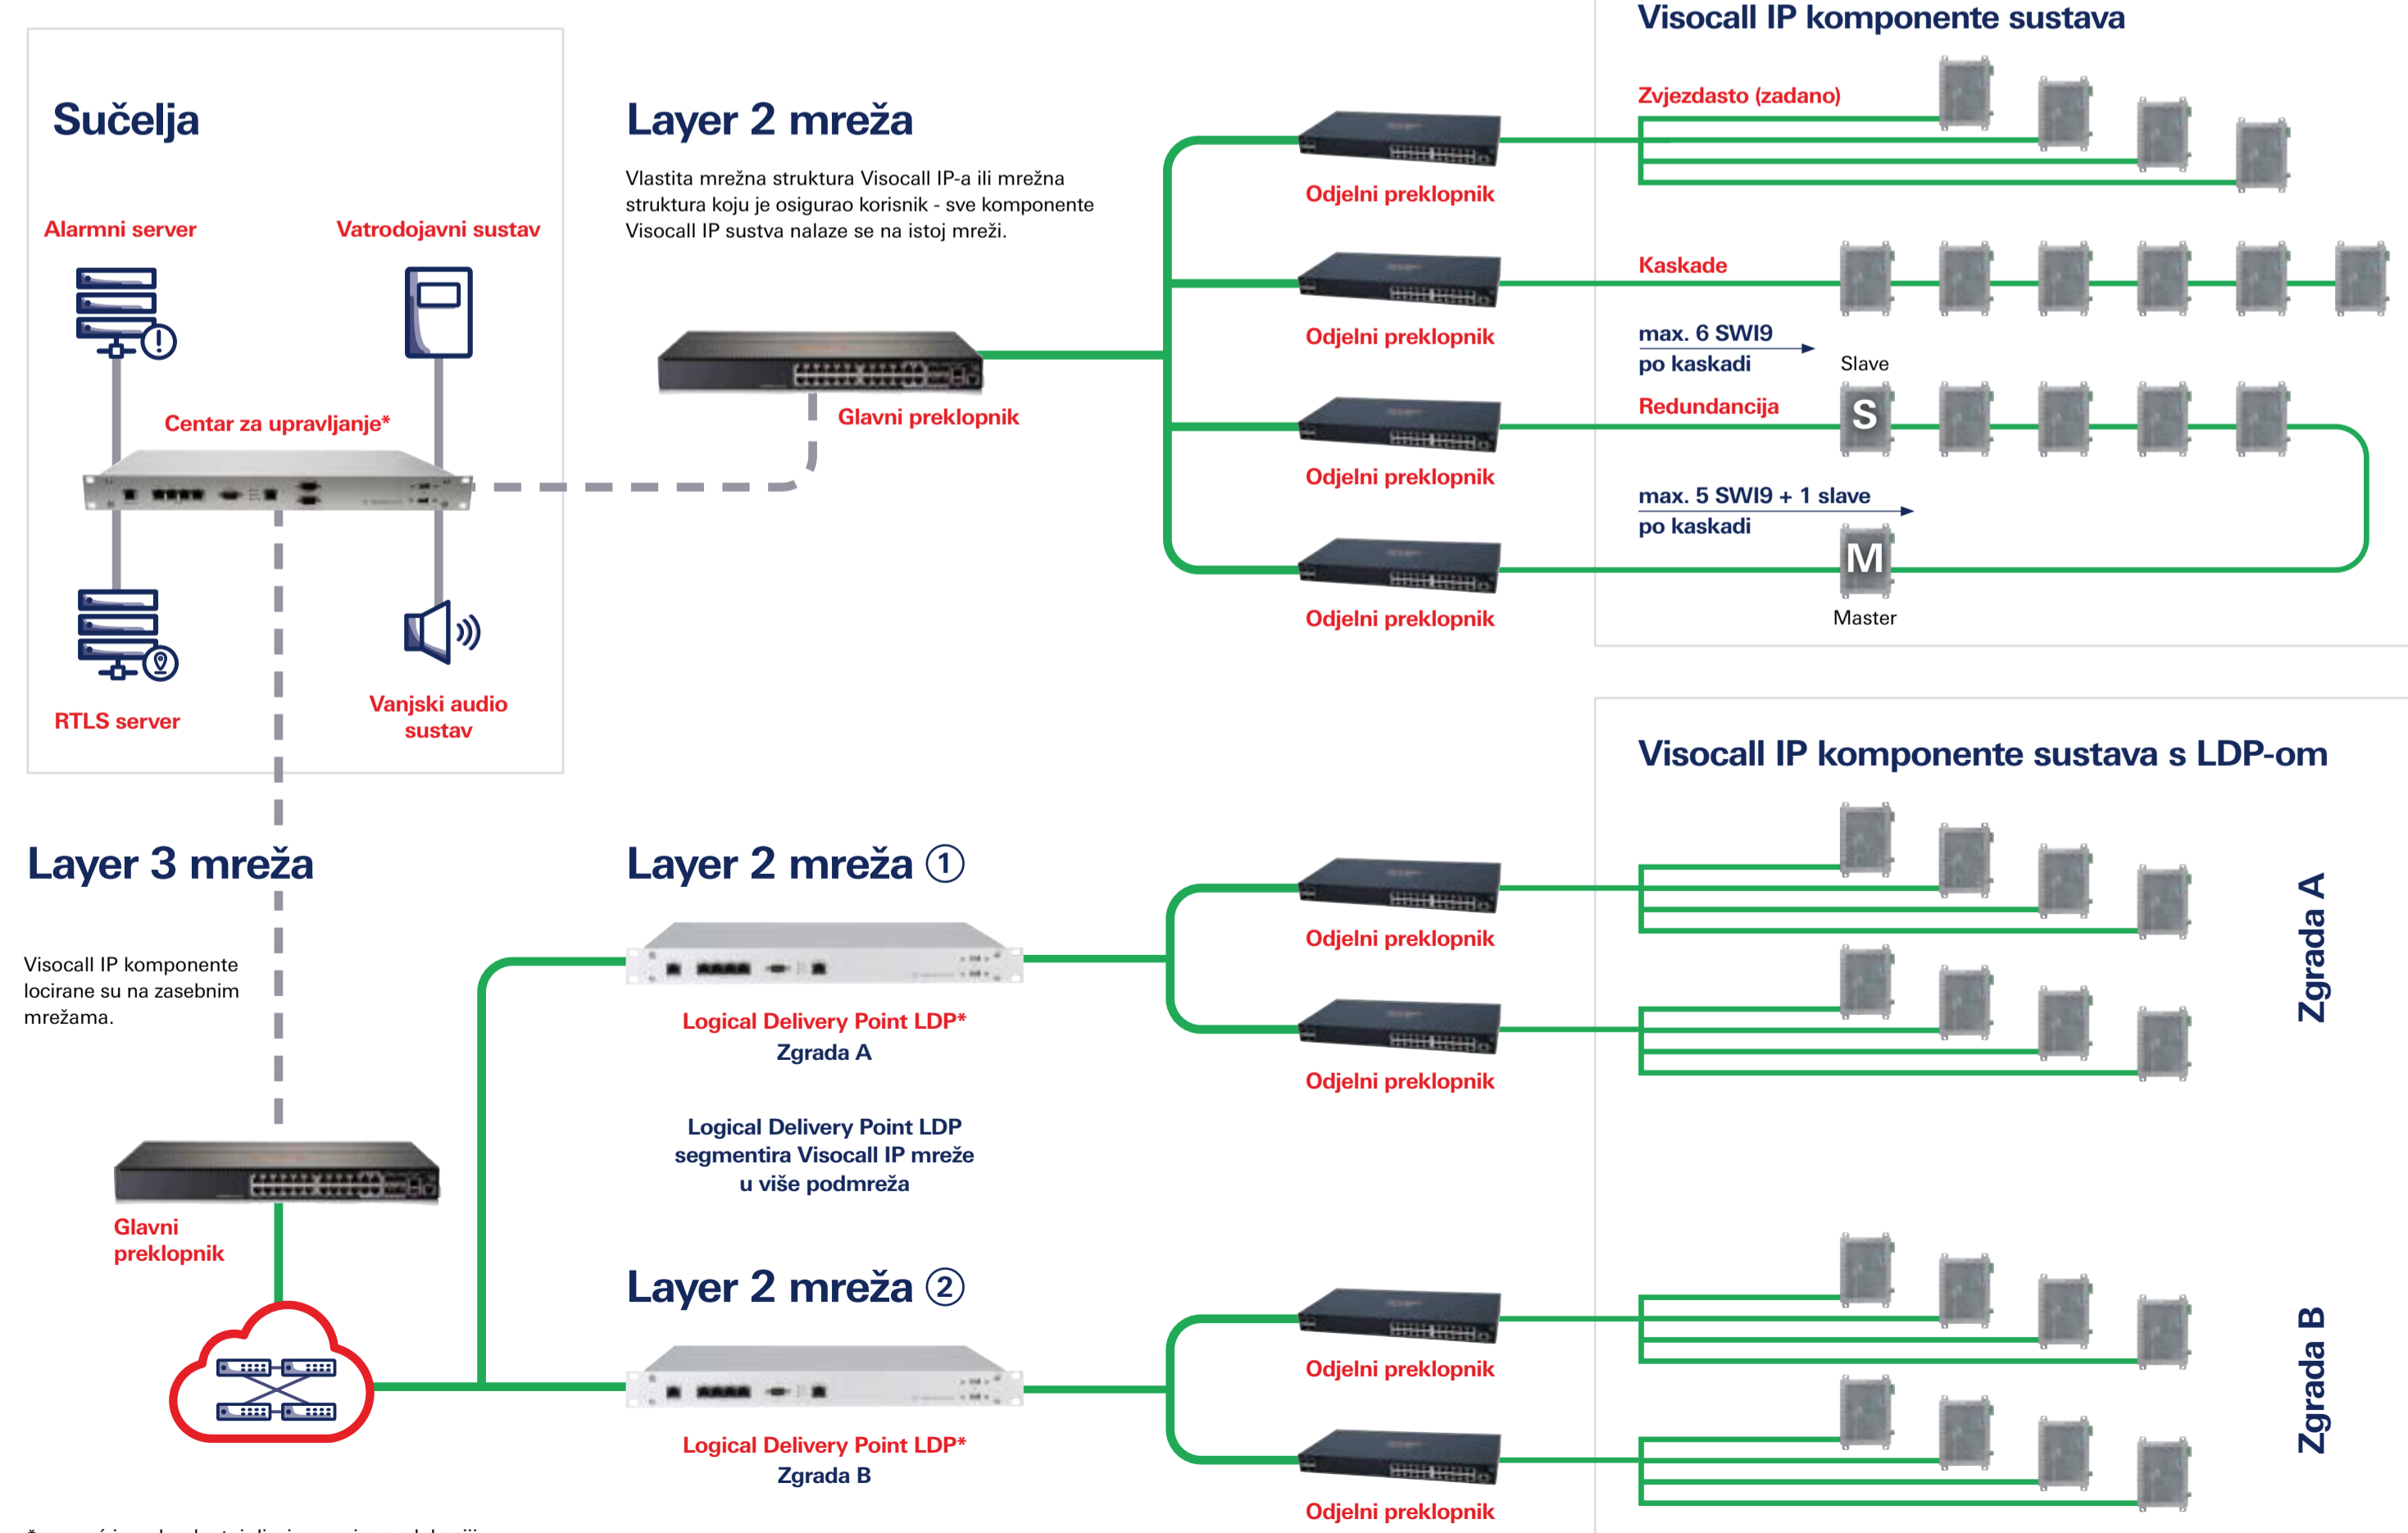 Sučelja
Alarmni server
Vatrodojavni sustav
Centar za upravljanje*
RTLS server
Vanjski audio
sustav
Layer 2 mreža
Vlastita mrežna struktura Visocall IP-a ili mrežna
struktura koju je osigurao korisnik - sve komponente
Visocall IP sustva nalaze se na istoj mreži.
Glavni preklopnik
Odjelni preklopnik
Odjelni preklopnik
Odjelni preklopnik
Odjelni preklopnik
Visocall IP komponente sustava
Zvjezdasto (zadano)
Kaskade
max. 6 SWI9
po kaskadi
Slave
Redundancija
S
max. 5 SWI9 + 1 slave
po kaskadi
M
Master
Layer 3 mreža
Visocall IP komponente
locirane su na zasebnim
mrežama.
Glavni
preklopnik
Layer 2 mreža 1
Logical Delivery Point LDP*
Zgrada A
Logical Delivery Point LDP
segmentira Visocall IP mreže
u više podmreža
Layer 2 mreža 2
Logical Delivery Point LDP*
Zgrada B
Odjelni preklopnik
Odjelni preklopnik
Odjelni preklopnik
Odjelni preklopnik
Visocall IP komponente sustava s LDP-om
Zgrada A
Zgrada B